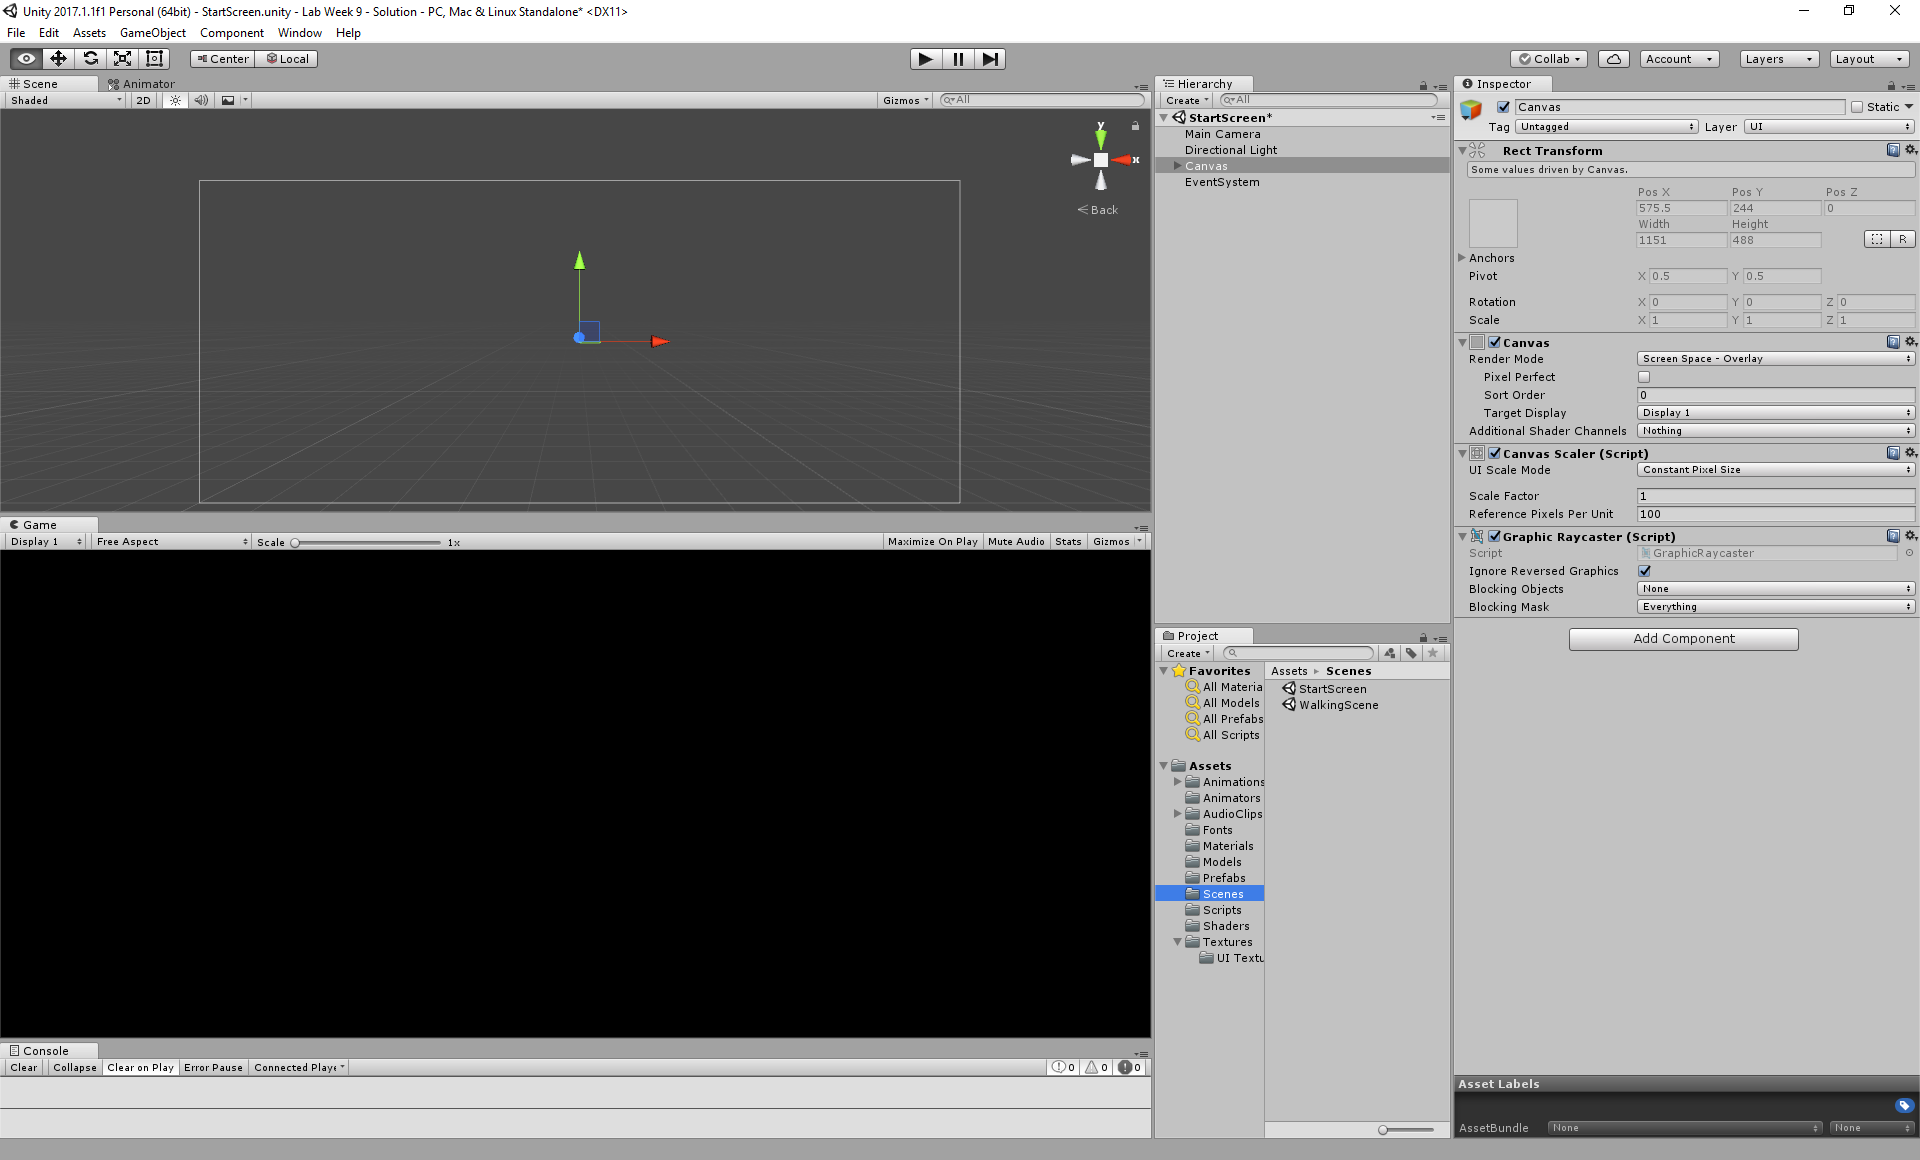 Unity 2017.1.1f1 Personal (64bit) - StartScreen.unity - Lab Week 9 - Solution - PC, Mac & Linux Standalone* <DX11>
File Edit Assets GameObject Component Window Help
Center Local
Collab Account Layers Layout
Scene Animator
Shaded 2D Gizmos All
y
x
Back
Game
Display 1 Free Aspect Scale 1x Maximize On Play Mute Audio Stats Gizmos
Console
Clear Collapse Clear on Play Error Pause Connected Playe 0 0 0
Hierarchy
Create All
StartScreen*
Main Camera
Directional Light
Canvas
EventSystem
Project
Create
Favorites
All Materia
All Models
All Prefabs
All Scripts
Assets
Animations
Animators
AudioClips
Fonts
Materials
Models
Prefabs
Scenes
Scripts
Shaders
Textures
UI Textu
Assets Scenes
StartScreen
WalkingScene
Inspector
Canvas Static
Tag Untagged Layer UI
Rect Transform
Some values driven by Canvas.
Pos X Pos Y Pos Z
575.5 244 0
Width Height
1151 488 R
Anchors
Pivot X 0.5 Y 0.5
Rotation X 0 Y 0 Z 0
Scale X 1 Y 1 Z 1
Canvas
Render Mode Screen Space - Overlay
Pixel Perfect
Sort Order 0
Target Display Display 1
Additional Shader Channels Nothing
Canvas Scaler (Script)
UI Scale Mode Constant Pixel Size
Scale Factor 1
Reference Pixels Per Unit 100
Graphic Raycaster (Script)
Script GraphicRaycaster
Ignore Reversed Graphics
Blocking Objects None
Blocking Mask Everything
Add Component
Asset Labels
AssetBundle None None